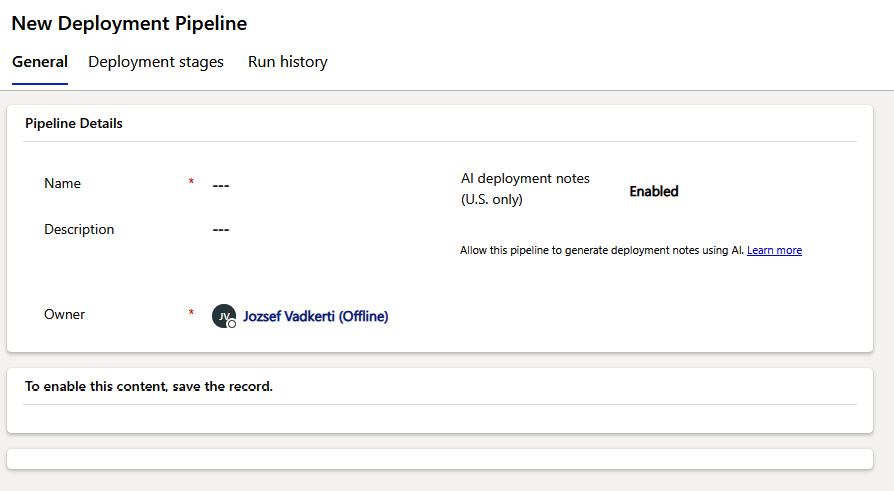 New Deployment Pipeline
General Deployment stages Run history
Pipeline Details
Name * ---
AI deployment notes
(U.S. only) Enabled
Description ---
Allow this pipeline to generate deployment notes using AI. Learn more
Owner * JV Jozsef Vadkerti (Offline)
To enable this content, save the record.